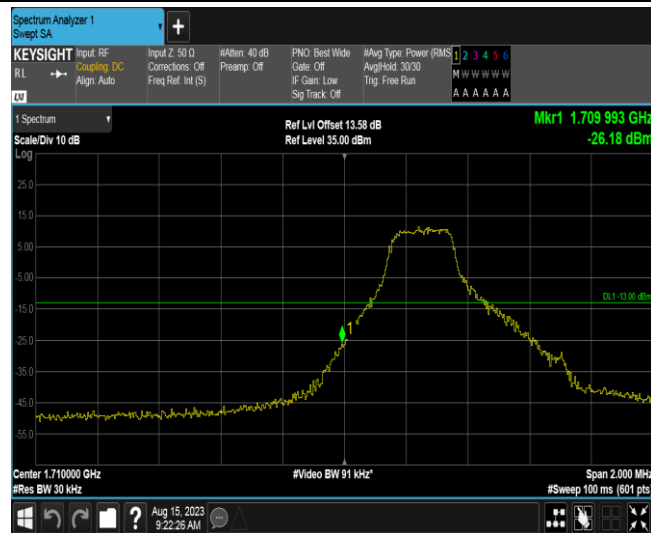 Spectrum Analyzer 1
Swept SA
+
KEYSIGHT
RL
LXI
Input: RF
Coupling: DC
Align: Auto
Input Z: 50 Ω
Corrections: Off
Freq Ref: Int (S)
#Atten: 40 dB
Preamp: Off
PNO: Best Wide
Gate: Off
IF Gain: Low
Sig Track: Off
#Avg Type: Power (RMS
Avg|Hold: 30/30
Trig: Free Run
1 2 3 4 5 6
M W W W W W
A A A A A A
1 Spectrum
Scale/Div 10 dB
Log
Ref Lvl Offset 13.58 dB
Ref Level 35.00 dBm
Mkr1 1.709 993 GHz
-26.18 dBm
25.0
15.0
5.00
-5.00
DL1 -13.00 dBm
-15.0
1
-25.0
-35.0
-45.0
-55.0
Center 1.710000 GHz
#Res BW 30 kHz
#Video BW 91 kHz*
Span 2.000 MHz
#Sweep 100 ms (601 pts)
?
Aug 15, 2023
9:22:26 AM